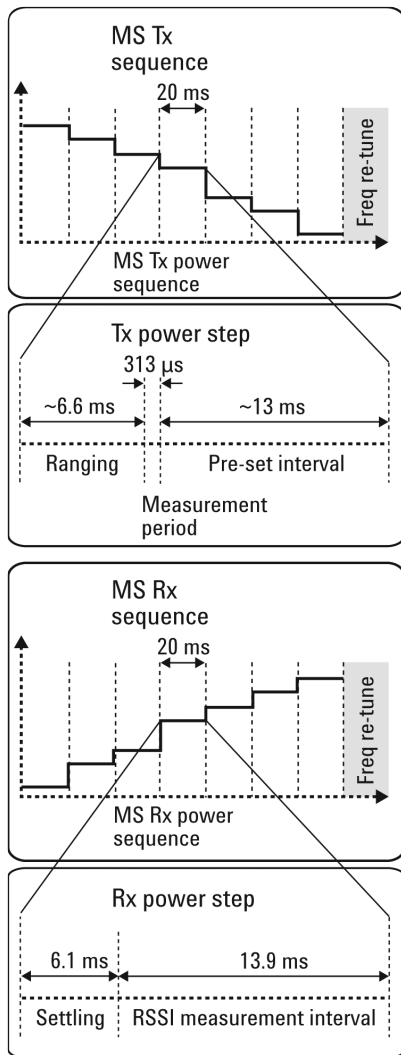 MS Tx
sequence
20 ms
Freq re-tune
MS Tx power
sequence
Tx power step
313 µs
~6.6 ms
~13 ms
Ranging
Pre-set interval
Measurement
period
MS Rx
sequence
20 ms
Freq re-tune
MS Rx power
sequence
Rx power step
6.1 ms
13.9 ms
Settling
RSSI measurement interval